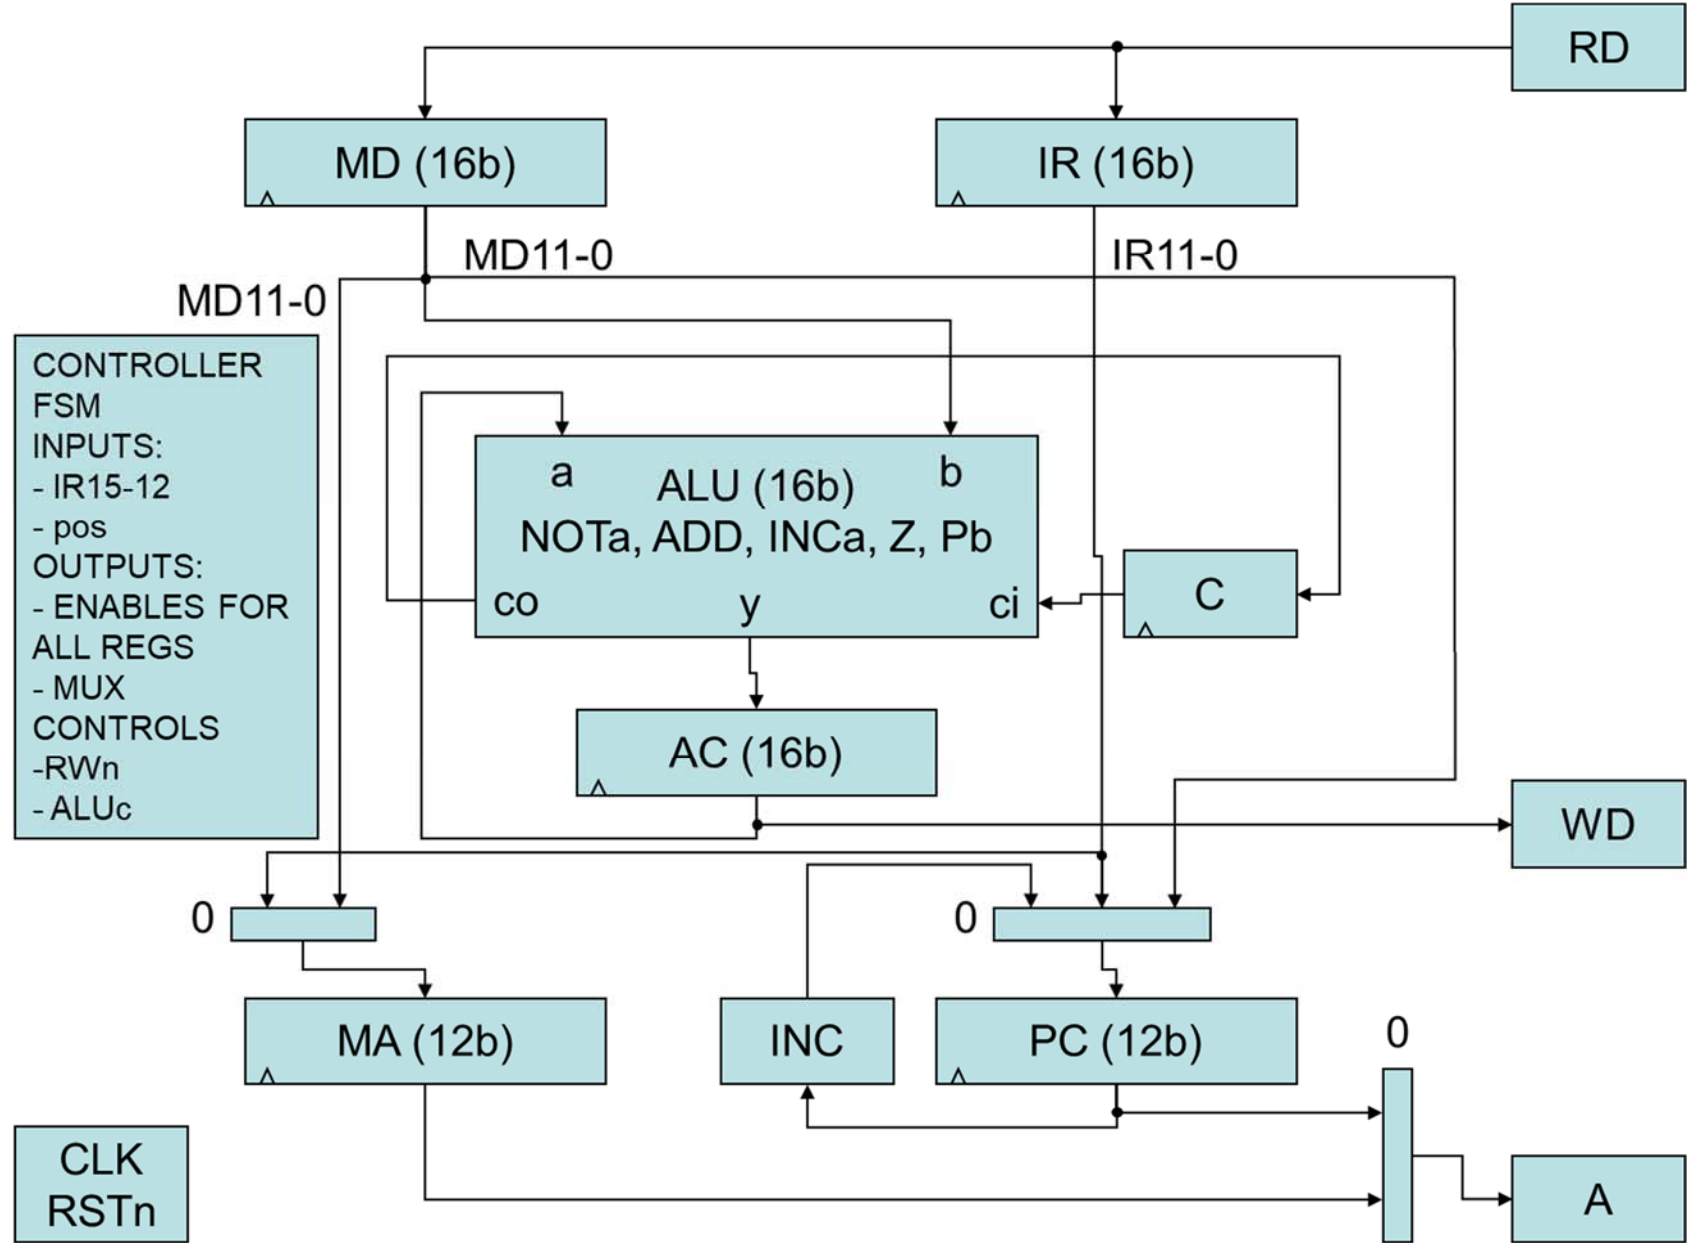 RD
MD (16b)
IR (16b)
MD11-0
IR11-0
MD11-0
CONTROLLER
FSM
INPUTS:
- IR15-12
- pos
OUTPUTS:
- ENABLES FOR
ALL REGS
- MUX
CONTROLS
-RWn
- ALUc
a
b
ALU (16b)
NOTa, ADD, INCa, Z, Pb
co
y
ci
C
AC (16b)
WD
0
0
MA (12b)
INC
PC (12b)
0
CLK
RSTn
A